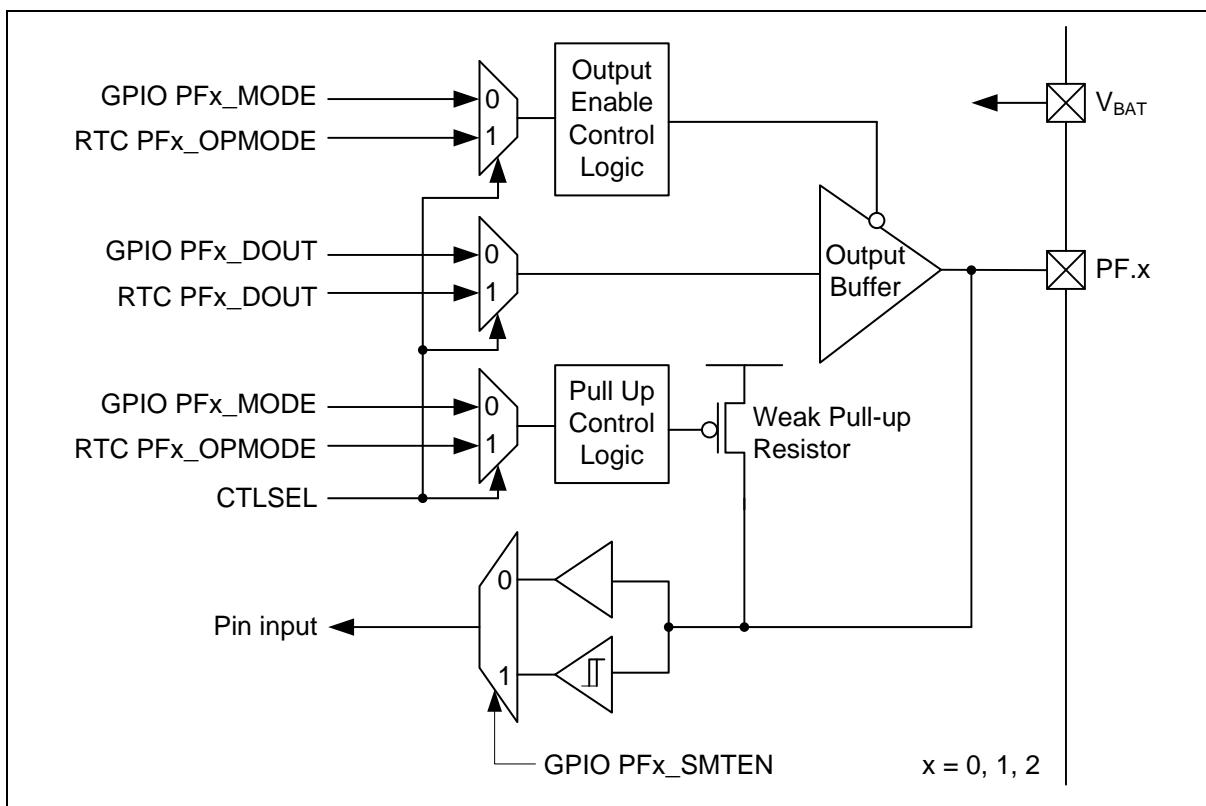 GPIO PFx_MODE
RTC PFx_OPMODE
0
1
Output
Enable
Control
Logic
VBAT
GPIO PFx_DOUT
RTC PFx_DOUT
0
1
Output
Buffer
PF.x
GPIO PFx_MODE
RTC PFx_OPMODE
CTLSEL
0
1
Pull Up
Control
Logic
Weak Pull-up
Resistor
Pin input
0
1
GPIO PFx_SMTEN
x = 0, 1, 2